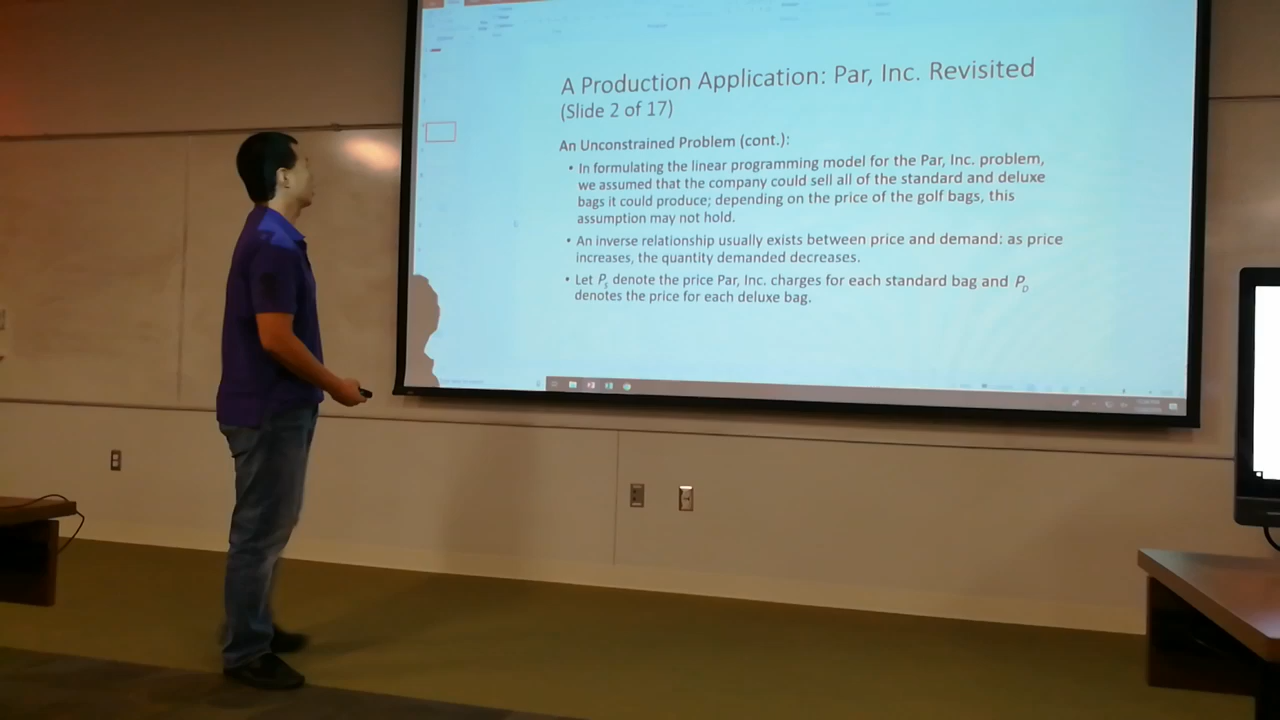 A Production Application: Par, Inc. Revisited
(Slide 2 of 17)
An Unconstrained Problem (cont.):
• In formulating the linear programming model for the Par, Inc. problem,
we assumed that the company could sell all of the standard and deluxe
bags it could produce; depending on the price of the golf bags, this
assumption may not hold.
• An inverse relationship usually exists between price and demand: as price
increases, the quantity demanded decreases.
• Let Ps denote the price Par, Inc. charges for each standard bag and PD
denotes the price for each deluxe bag.